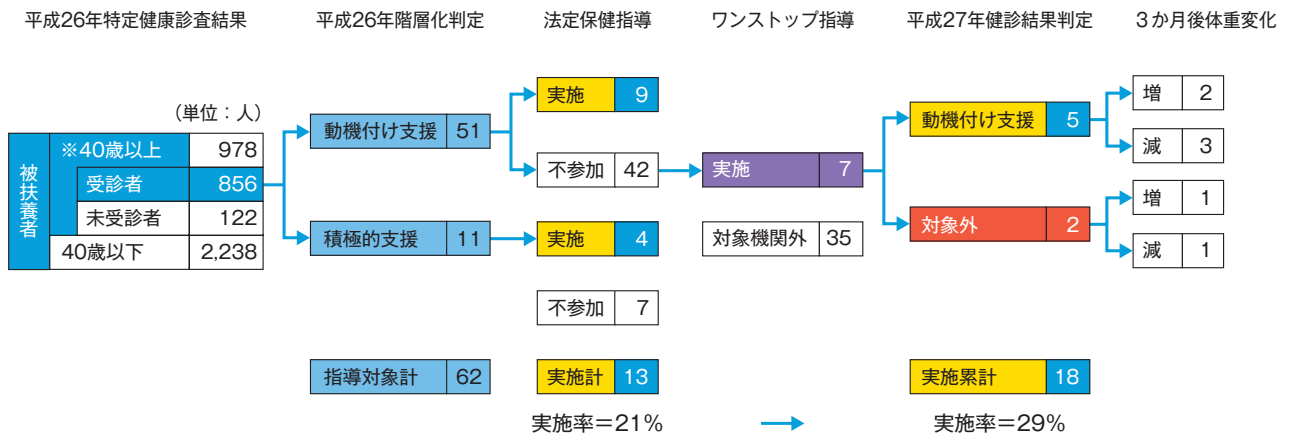 平成26年特定健康診査結果 平成26年階層化判定 法定保健指導 ワンストップ指導 平成27年健診結果判定 3か月後体重変化
(単位：人)
被扶養者
※40歳以上 978
受診者 856
未受診者 122
40歳以下 2,238
動機付け支援 51
積極的支援 11
指導対象計 62
実施 9
不参加 42
実施 4
不参加 7
実施計 13
実施率＝21%
実施 7
対象機関外 35
動機付け支援 5
対象外 2
実施累計 18
実施率＝29%
増 2
減 3
増 1
減 1